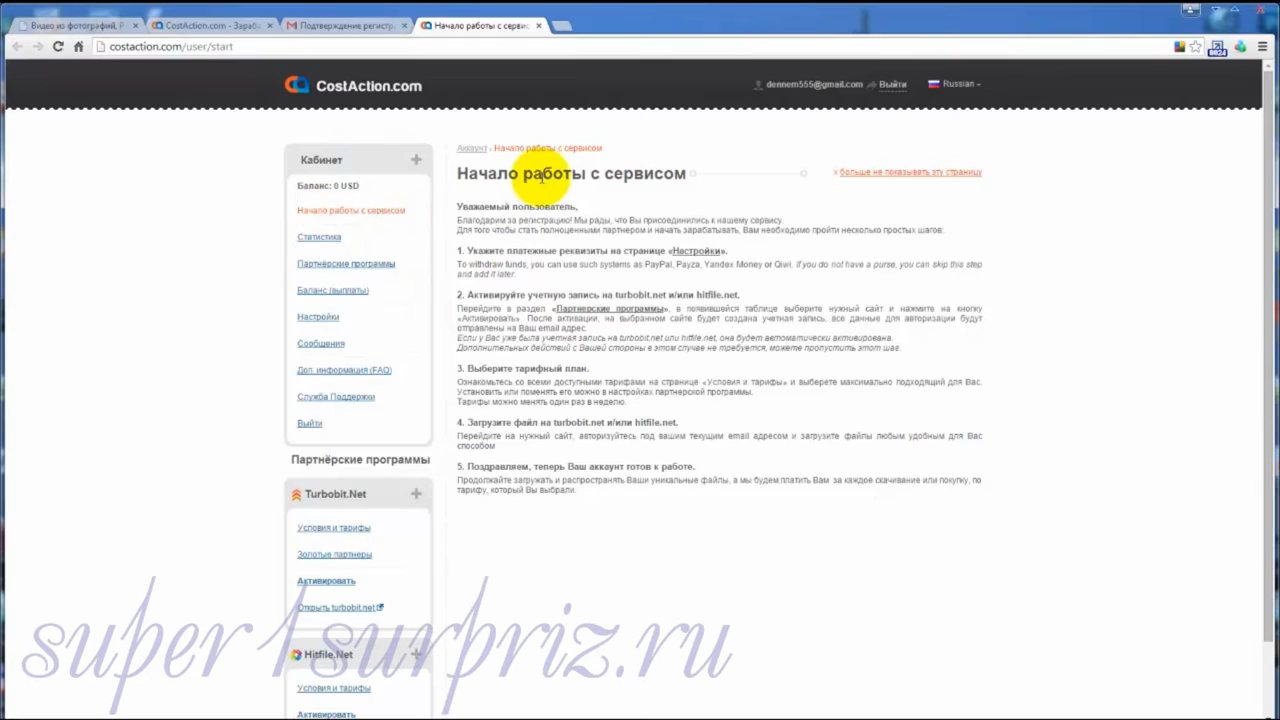 Видео из фотографий, Р
CostAction.com - Зараб
Подтверждение регистр
Начало работы с сервис
costaction.com/user/start
CostAction.com
dennem555@gmail.com
Выйти
Russian
Кабинет
Баланс: 0 USD
Начало работы с сервисом
Статистика
Партнёрские программы
Баланс (выплаты)
Настройки
Сообщения
Доп. информация (FAQ)
Служба Поддержки
Выйти
Партнёрские программы
Turbobit.Net
Условия и тарифы
Золотые партнеры
Активировать
Открыть turbobit.net
Hitfile.Net
Условия и тарифы
Активировать
Аккаунт › Начало работы с сервисом
Начало работы с сервисом
x больше не показывать эту страницу
Уважаемый пользователь,
Благодарим за регистрацию! Мы рады, что Вы присоединились к нашему сервису.
Для того чтобы стать полноценными партнером и начать зарабатывать, Вам необходимо пройти несколько простых шагов:
1. Укажите платежные реквизиты на странице «Настройки».
To withdraw funds, you can use such systems as PayPal, Payza, Yandex Money or Qiwi. If you do not have a purse, you can skip this step
and add it later.
2. Активируйте учетную запись на turbobit.net и/или hitfile.net.
Перейдите в раздел «Партнерские программы», в появившейся таблице выберите нужный сайт и нажмите на кнопку
«Активировать». После активации, на выбранном сайте будет создана учетная запись, все данные для авторизации будут
отправлены на Ваш email адрес.
Если у Вас уже была учетная запись на turbobit.net или hitfile.net, она будет автоматически активирована.
Дополнительных действий с Вашей стороны в этом случае не требуется, можете пропустить этот шаг.
3. Выберите тарифный план.
Ознакомьтесь со всеми доступными тарифами на странице «Условия и тарифы» и выберете максимально подходящий для Вас.
Установить или поменять его можно в настройках партнерской программы.
Тарифы можно менять один раз в неделю.
4. Загрузите файл на turbobit.net и/или hitfile.net.
Перейдите на нужный сайт, авторизуйтесь под вашим текущим email адресом и загрузите файлы любым удобным для Вас
способом
5. Поздравляем, теперь Ваш аккаунт готов к работе.
Продолжайте загружать и распространять Ваши уникальные файлы, а мы будем платить Вам за каждое скачивание или покупку, по
тарифу, который Вы выбрали.
super1surpriz.ru